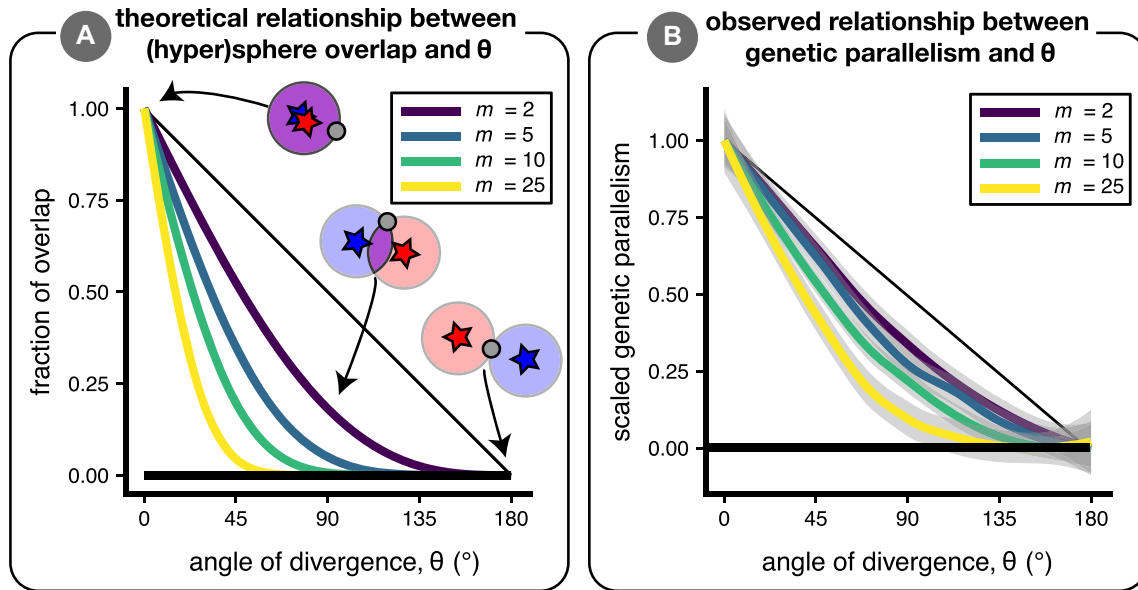 A
theoretical relationship between
(hyper)sphere overlap and θ
m = 2
m = 5
m = 10
m = 25
fraction of overlap
1.00
0.75
0.50
0.25
0.00
0 45 90 135 180
angle of divergence, θ (°)
B
observed relationship between
genetic parallelism and θ
m = 2
m = 5
m = 10
m = 25
scaled genetic parallelism
1.00
0.75
0.50
0.25
0.00
0 45 90 135 180
angle of divergence, θ (°)